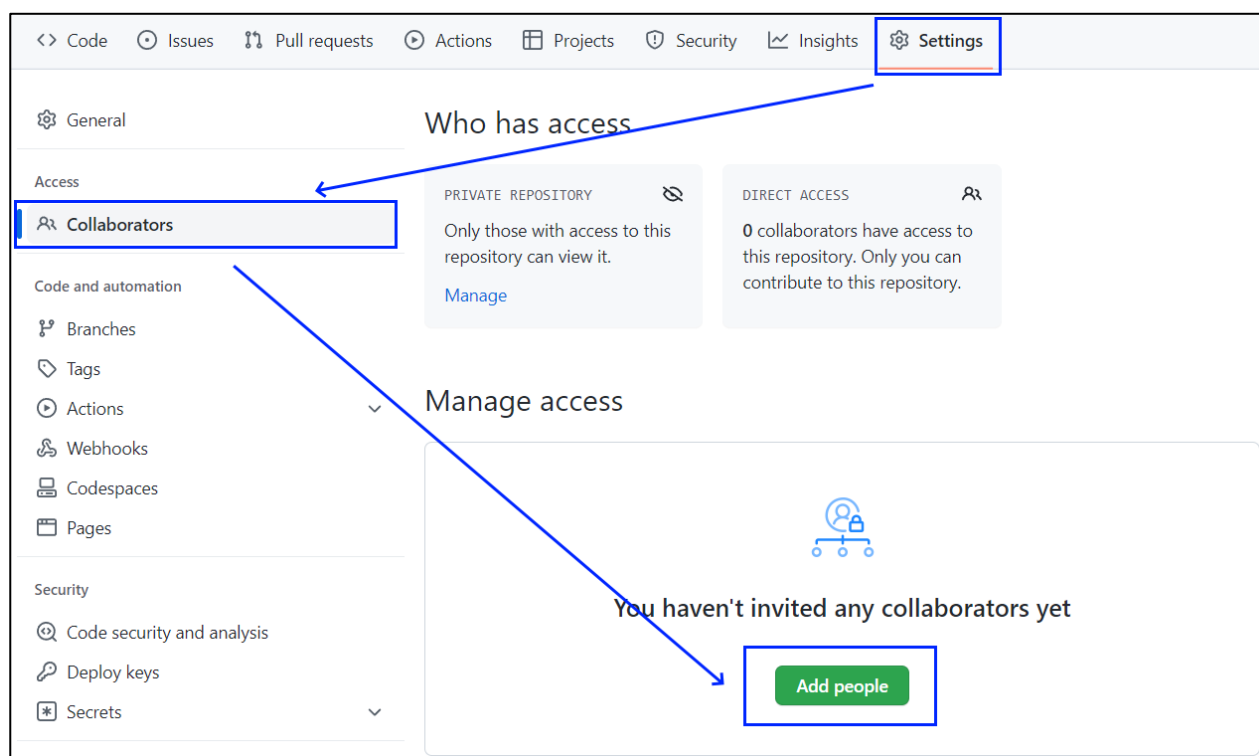 Code Issues Pull requests Actions Projects Security Insights Settings
General
Access
Collaborators
Code and automation
Branches
Tags
Actions
Webhooks
Codespaces
Pages
Security
Code security and analysis
Deploy keys
Secrets
Who has access
PRIVATE REPOSITORY
Only those with access to this
repository can view it.
Manage
DIRECT ACCESS
0 collaborators have access to
this repository. Only you can
contribute to this repository.
Manage access
You haven't invited any collaborators yet
Add people